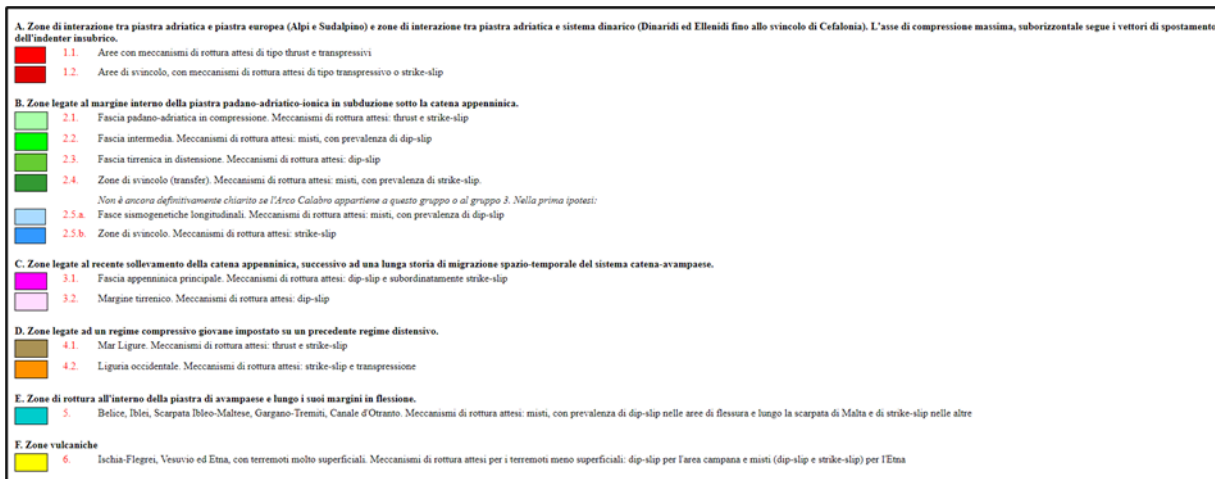 A. Zone di interazione tra piastra adriatica e piastra europea (Alpi e Sudalpino) e zone di interazione tra piastra adriatica e sistema dinarico (Dinaridi ed Ellenidi fino allo svincolo di Cefalonia). L'asse di compressione massima, suborizzontale segue i vettori di spostamento
dell'indenter insubrico.
1.1. Aree con meccanismi di rottura attesi di tipo thrust e transpressivi
1.2. Aree di svincolo, con meccanismi di rottura attesi di tipo transpressivo o strike-slip
B. Zone legate al margine interno della piastra padano-adriatico-ionica in subduzione sotto la catena appenninica.
2.1. Fascia padano-adriatica in compressione. Meccanismi di rottura attesi: thrust e strike-slip
2.2. Fascia intermedia. Meccanismi di rottura attesi: misti, con prevalenza di dip-slip
2.3. Fascia tirrenica in distensione. Meccanismi di rottura attesi: dip-slip
2.4. Zone di svincolo (transfer). Meccanismi di rottura attesi: misti, con prevalenza di strike-slip.
Non è ancora definitivamente chiarito se l'Arco Calabro appartiene a questo gruppo o al gruppo 3. Nella prima ipotesi:
2.5.a. Fasce sismogenetiche longitudinali. Meccanismi di rottura attesi: misti, con prevalenza di dip-slip
2.5.b. Zone di svincolo. Meccanismi di rottura attesi: strike-slip
C. Zone legate al recente sollevamento della catena appenninica, successivo ad una lunga storia di migrazione spazio-temporale del sistema catena-avampaese.
3.1. Fascia appenninica principale. Meccanismi di rottura attesi: dip-slip e subordinatamente strike-slip
3.2. Margine tirrenico. Meccanismi di rottura attesi: dip-slip
D. Zone legate ad un regime compressivo giovane impostato su un precedente regime distensivo.
4.1. Mar Ligure. Meccanismi di rottura attesi: thrust e strike-slip
4.2. Liguria occidentale. Meccanismi di rottura attesi: strike-slip e transpressione
E. Zone di rottura all'interno della piastra di avampaese e lungo i suoi margini in flessione.
5. Belice, Iblei, Scarpata Ibleo-Maltese, Gargano-Tremiti, Canale d'Otranto. Meccanismi di rottura attesi: misti, con prevalenza di dip-slip nelle aree di flessura e lungo la scarpata di Malta e di strike-slip nelle altre
F. Zone vulcaniche
6. Ischia-Flegrei, Vesuvio ed Etna, con terremoti molto superficiali. Meccanismi di rottura attesi per i terremoti meno superficiali: dip-slip per l'area campana e misti (dip-slip e strike-slip) per l'Etna